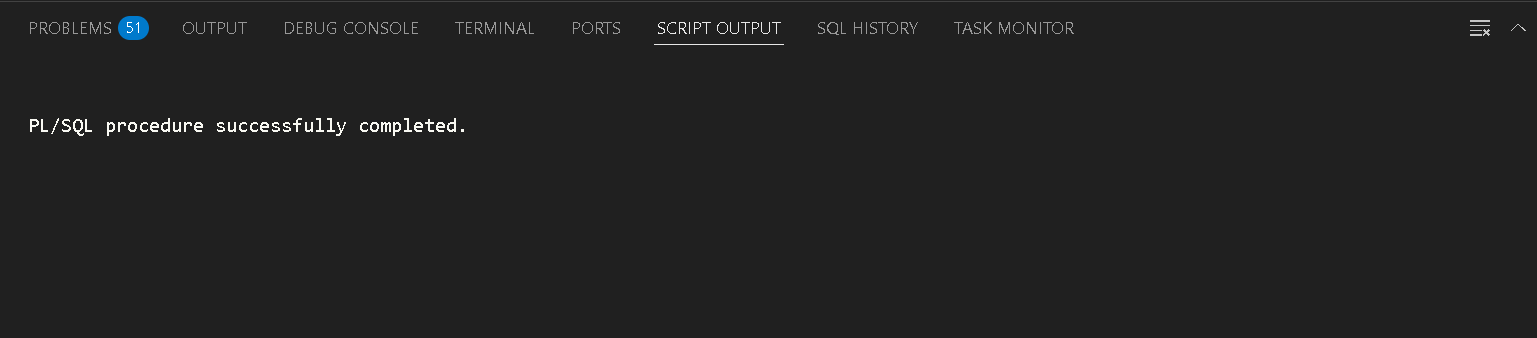 PROBLEMS 51 OUTPUT DEBUG CONSOLE TERMINAL PORTS SCRIPT OUTPUT SQL HISTORY TASK MONITOR
PL/SQL procedure successfully completed.